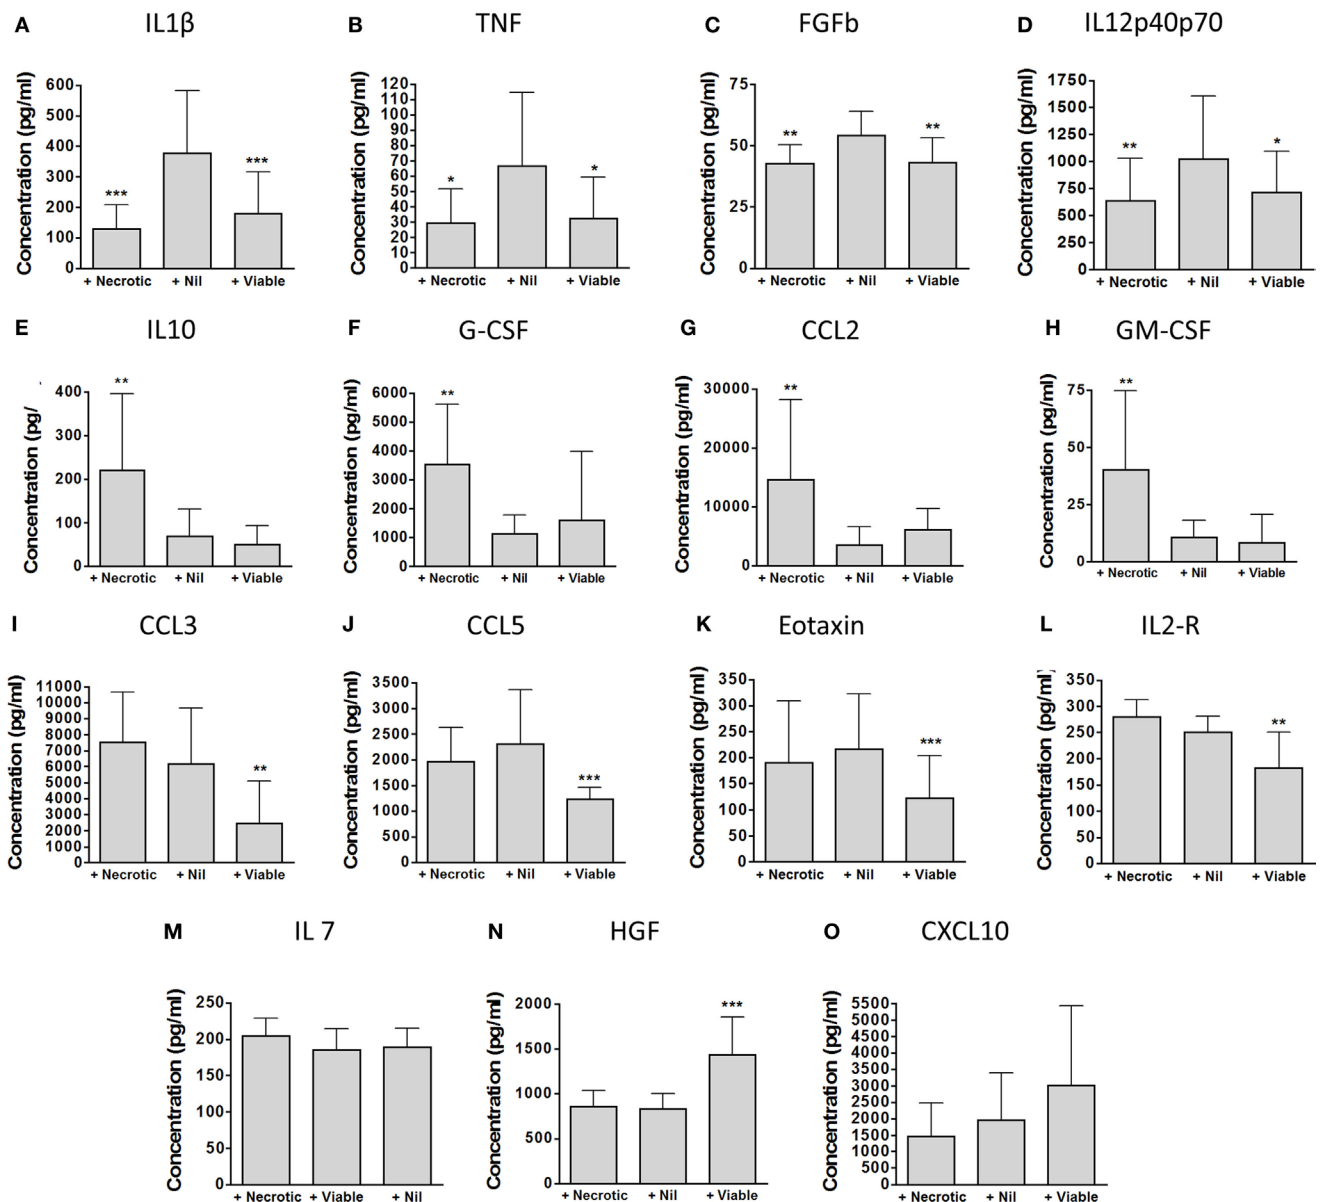 A IL1β
Concentration (pg/ml)
600
400
300
200
100
0
***
***
+ Necrotic + Nil + Viable
B TNF
Concentration (pg/ml)
120
110
100
90
80
70
60
50
40
30
20
10
0
*
*
+ Necrotic + Nil + Viable
C FGFb
Concentration (pg/ml)
75
50
25
0
**
**
+ Necrotic + Nil + Viable
D IL12p40p70
Concentration (pg/ml)
1750
1500
1250
1000
750
500
250
0
**
*
+ Necrotic + Nil + Viable
E IL10
Concentration (pg/
400
300
200
100
0
**
+ Necrotic + Nil + Viable
F G-CSF
Concentration (pg/ml)
6000
5000
4000
3000
2000
1000
0
**
+ Necrotic + Nil + Viable
G CCL2
Concentration (pg/ml)
30000
20000
10000
0
**
+ Necrotic + Nil + Viable
H GM-CSF
Concentration (pg/ml)
75
50
25
0
**
+ Necrotic + Nil + Viable
I CCL3
Concentration (pg/ml)
11000
10000
9000
8000
7000
6000
5000
4000
3000
2000
1000
0
**
+ Necrotic + Nil + Viable
J CCL5
Concentration (pg/ml)
3500
3000
2500
2000
1500
1000
500
0
***
+ Necrotic + Nil + Viable
K Eotaxin
Concentration (pg/ml)
350
300
250
200
150
100
50
0
***
+ Necrotic + Nil + Viable
L IL2-R
Concentration (pg/ml)
350
300
250
200
150
100
50
0
**
+ Necrotic + Nil + Viable
M IL 7
Concentration (pg/ml)
250
200
150
100
50
0
+ Necrotic + Viable + Nil
N HGF
Concentration (pg/ml)
2000
1500
1000
500
0
***
+ Necrotic + Nil + Viable
O CXCL10
Concentration (pg/ml)
5500
5000
4500
4000
3500
3000
2500
2000
1500
1000
500
0
+ Necrotic + Nil + Viable